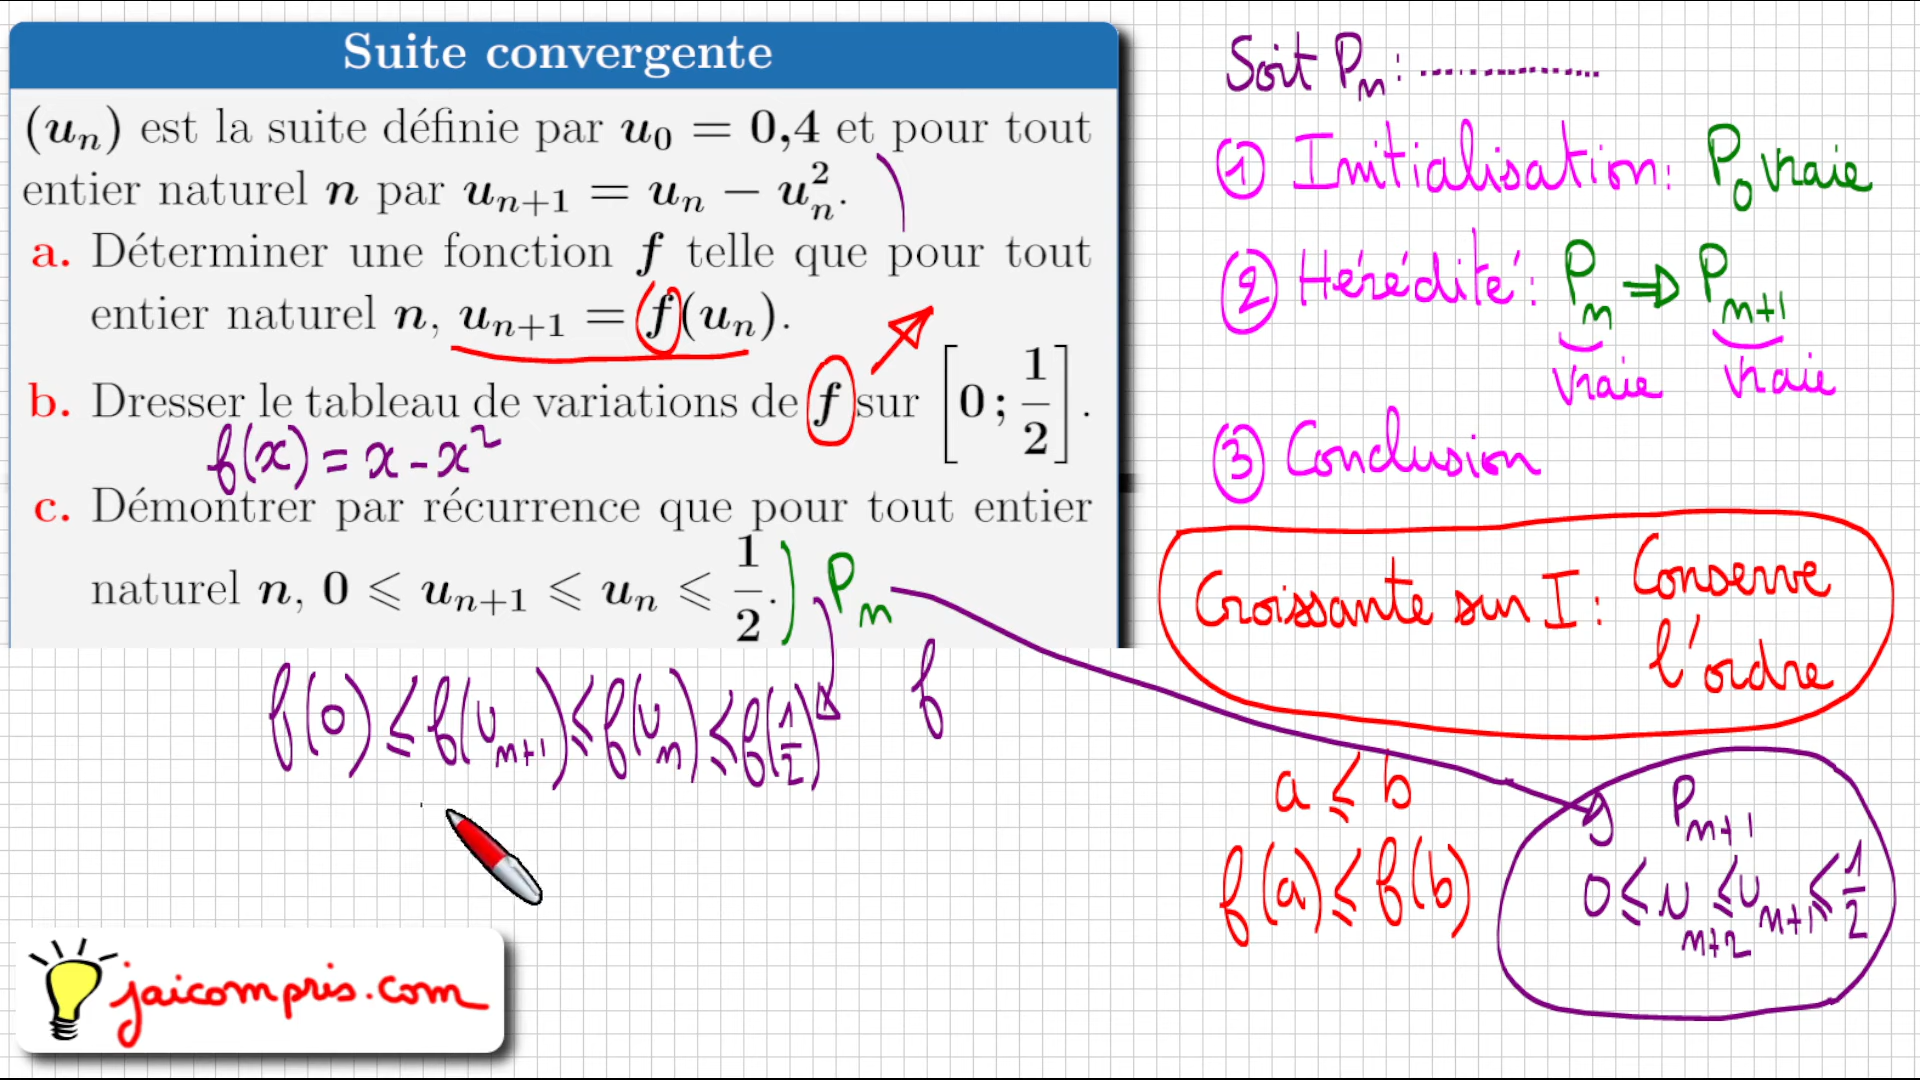 Suite convergente
(uₙ) est la suite définie par u₀ = 0,4 et pour tout
entier naturel n par uₙ₊₁ = uₙ − uₙ².
a. Déterminer une fonction f telle que pour tout
entier naturel n, uₙ₊₁ = f(uₙ).
b. Dresser le tableau de variations de f sur [0 ; 1/2].
f(x) = x - x²
c. Démontrer par récurrence que pour tout entier
naturel n, 0 ⩽ uₙ₊₁ ⩽ uₙ ⩽ 1/2. Pₙ
f(0) ≤ f(uₙ₊₁) ≤ f(uₙ) ≤ f(1/2) f
jaicompris.com
Soit Pₙ : ............
① Initialisation : P₀ vraie
② Hérédité : Pₙ ⇒ Pₙ₊₁
vraie vraie
③ Conclusion
Croissante sur I : Conserve
l'ordre
a ≤ b
f(a) ≤ f(b)
Pₙ₊₁
0 ≤ uₙ₊₂ ≤ uₙ₊₁ ≤ 1/2